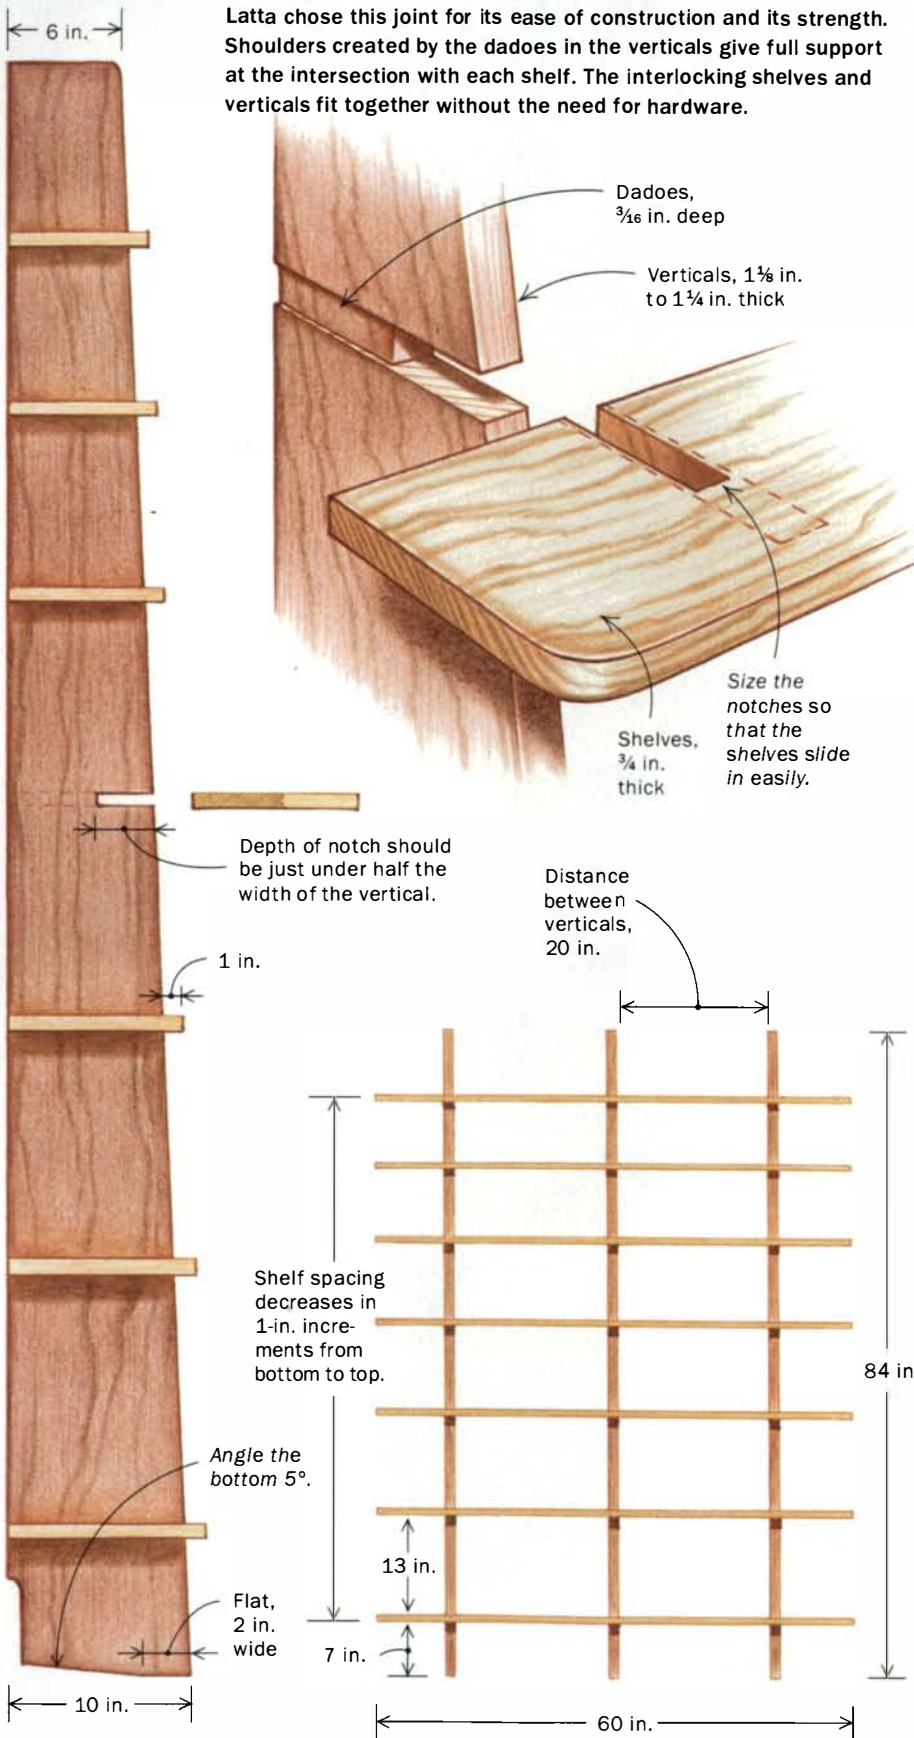 6 in.
Latta chose this joint for its ease of construction and its strength.
Shoulders created by the dadoes in the verticals give full support
at the intersection with each shelf. The interlocking shelves and
verticals fit together without the need for hardware.
Dadoes,
3⁄16 in. deep
Verticals, 1⅛ in.
to 1¼ in. thick
Size the
notches so
that the
shelves slide
in easily.
Shelves,
¾ in.
thick
Depth of notch should
be just under half the
width of the vertical.
1 in.
Distance
between
verticals,
20 in.
Shelf spacing
decreases in
1-in. incre-
ments from
bottom to top.
84 in
Angle the
bottom 5°.
13 in.
Flat,
2 in.
wide
7 in.
10 in.
60 in.